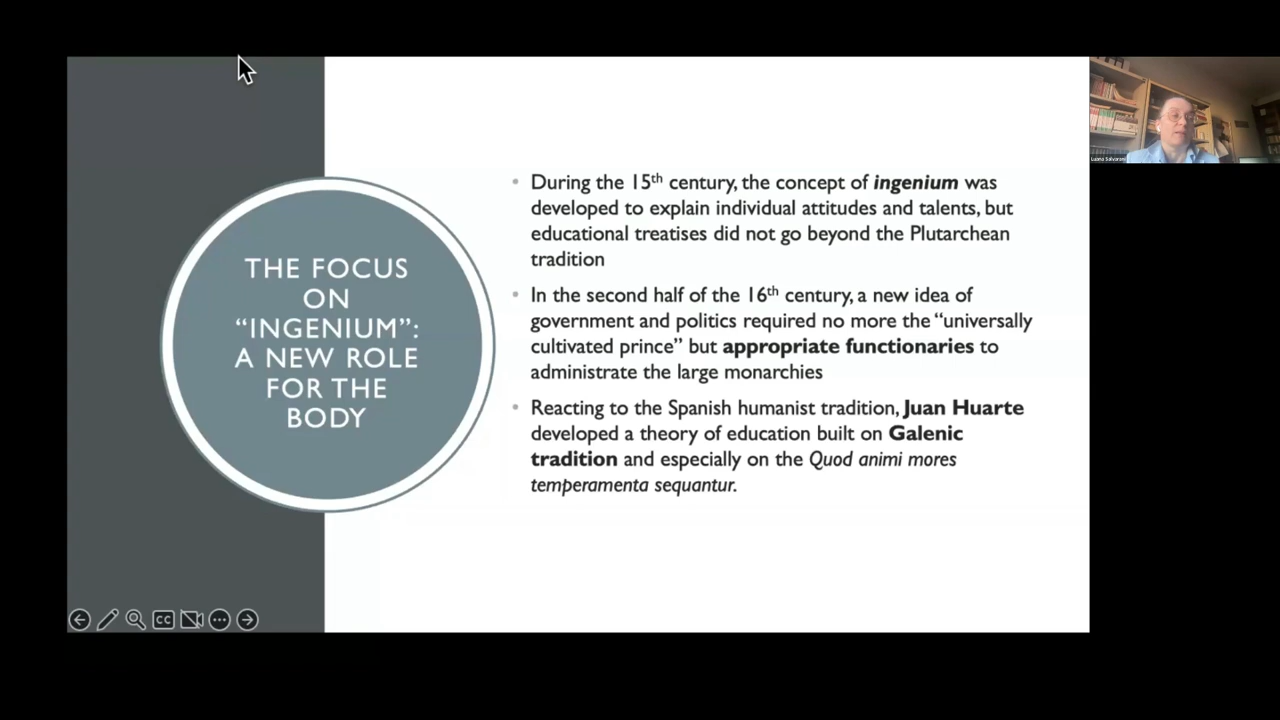 THE FOCUS
ON
“INGENIUM”:
A NEW ROLE
FOR THE
BODY
• During the 15th century, the concept of ingenium was
developed to explain individual attitudes and talents, but
educational treatises did not go beyond the Plutarchean
tradition
• In the second half of the 16th century, a new idea of
government and politics required no more the “universally
cultivated prince” but appropriate functionaries to
administrate the large monarchies
• Reacting to the Spanish humanist tradition, Juan Huarte
developed a theory of education built on Galenic
tradition and especially on the Quod animi mores
temperamenta sequantur.
Luana Salvarani
CC